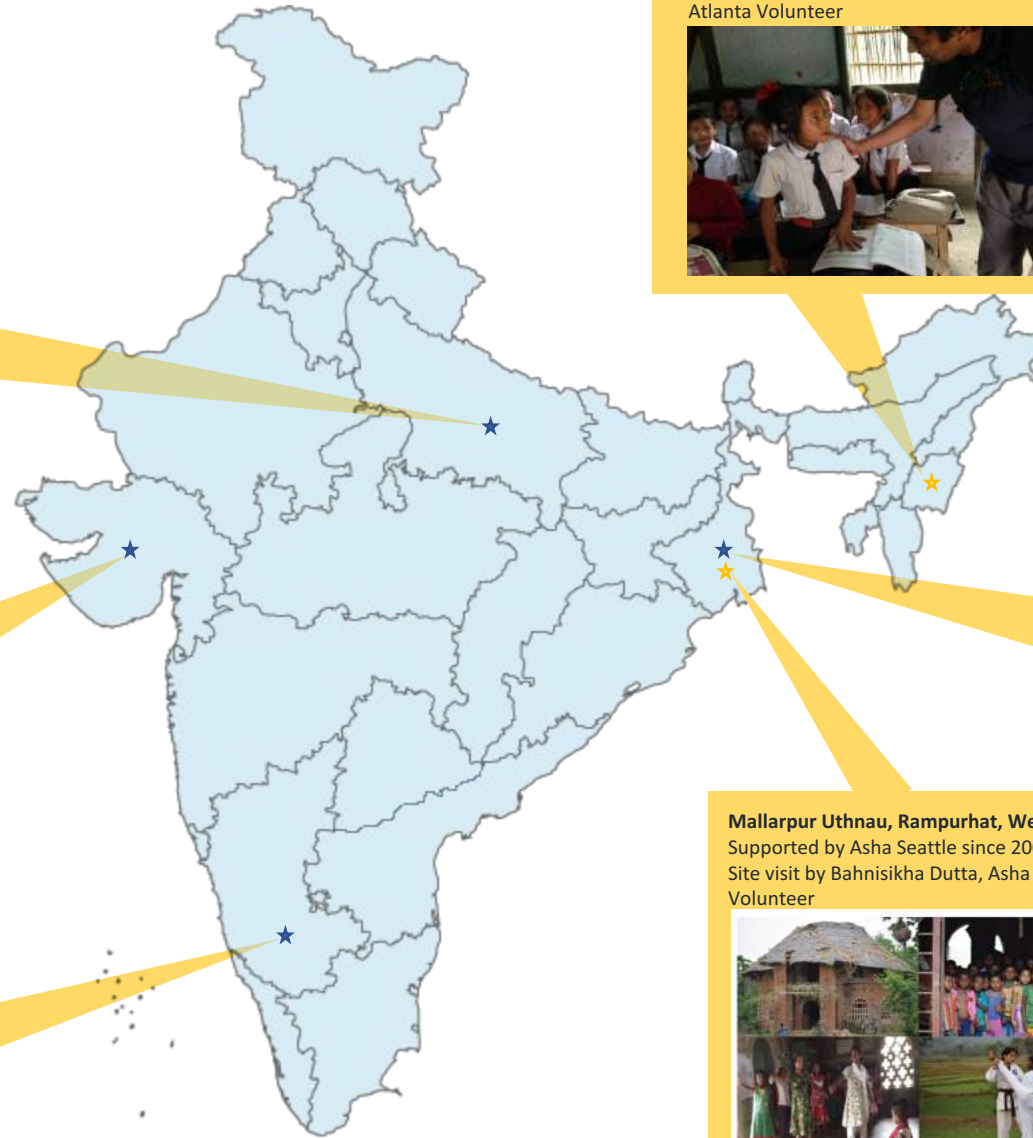 Atlanta Volunteer
Mallarpur Uthnau, Rampurhat, We
Supported by Asha Seattle since 20
Site visit by Bahnisikha Dutta, Asha
Volunteer